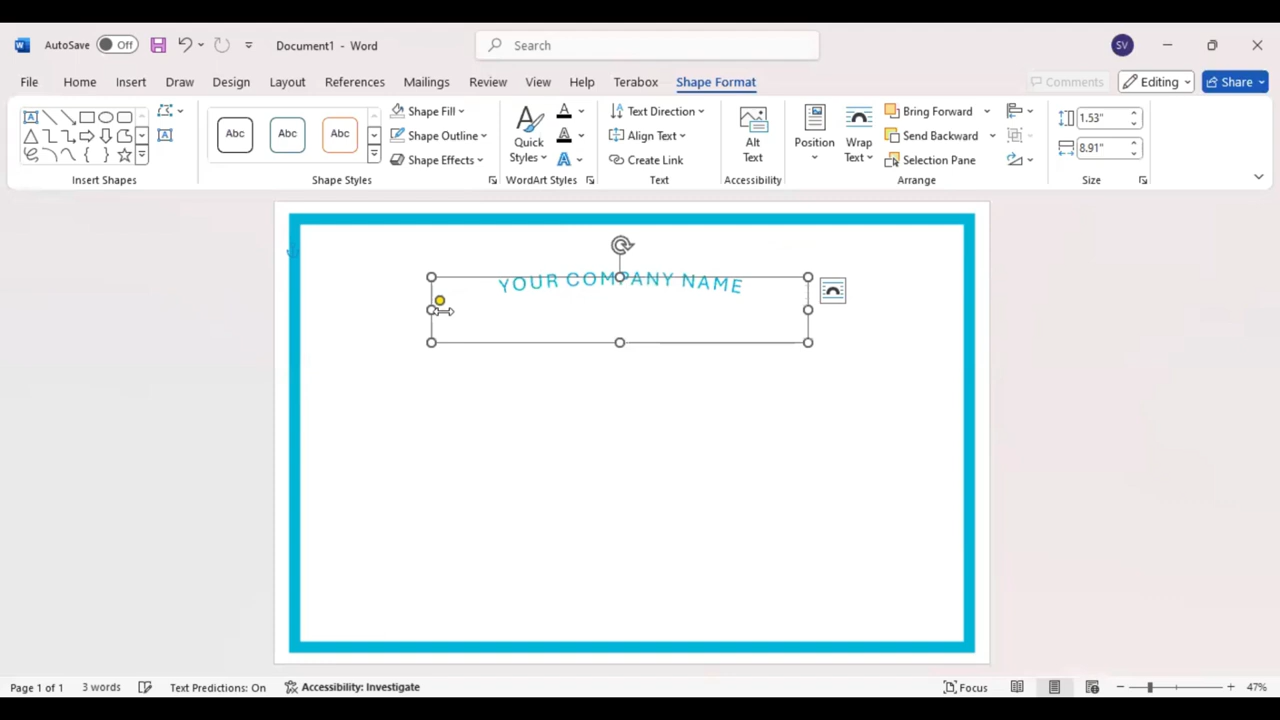 AutoSave Off Document1 - Word Search SV
File Home Insert Draw Design Layout References Mailings Review View Help Terabox Shape Format Comments Editing Share
Abc Abc Abc
Shape Fill
Shape Outline
Shape Effects
Quick
Styles
A
A
A
Text Direction
Align Text
Create Link
Alt
Text
Position
Wrap
Text
Bring Forward
Send Backward
Selection Pane
1.53"
8.91"
Insert Shapes Shape Styles WordArt Styles Text Accessibility Arrange Size
YOUR COMPANY NAME
Page 1 of 1 3 words Text Predictions: On Accessibility: Investigate Focus 47%